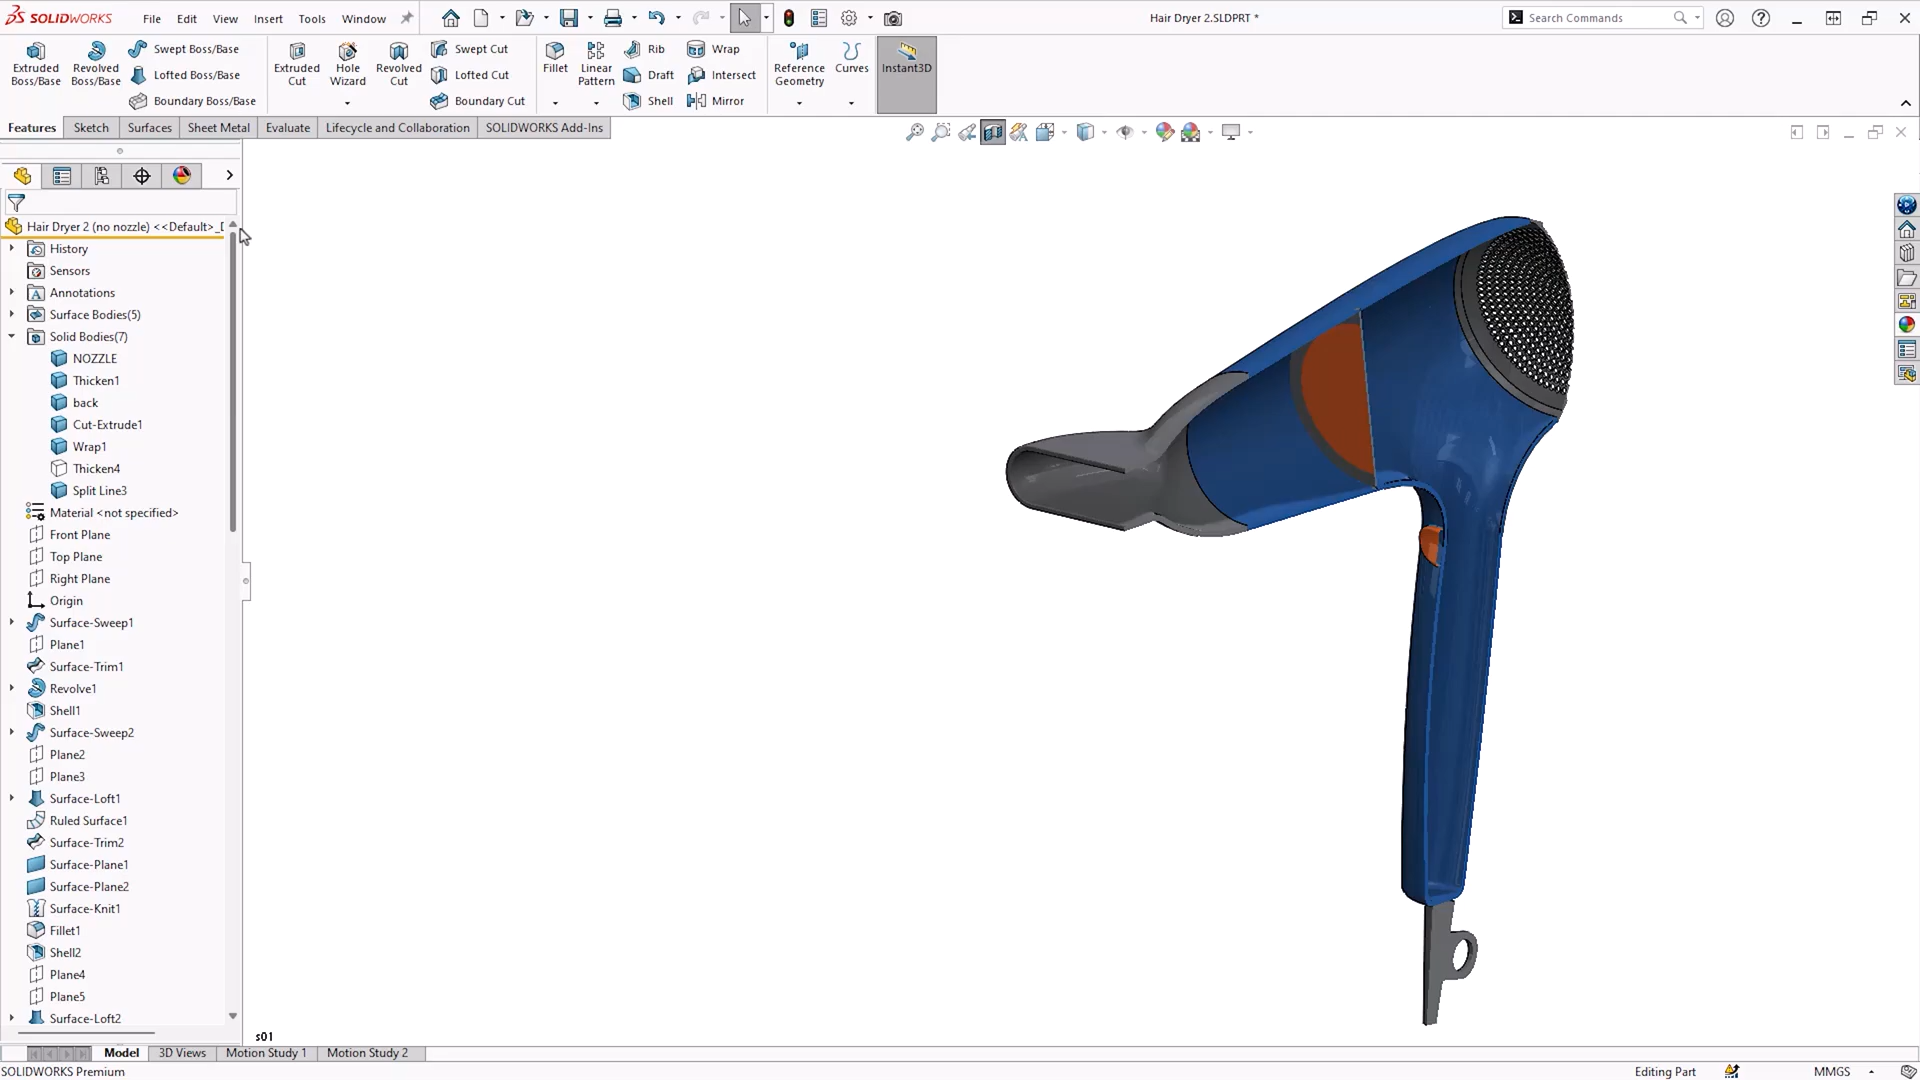 SOLIDWORKS File Edit View Insert Tools Window Hair Dryer 2.SLDPRT * Search Commands
Extruded Boss/Base
Revolved Boss/Base
Swept Boss/Base
Lofted Boss/Base
Boundary Boss/Base
Extruded Cut
Hole Wizard
Revolved Cut
Swept Cut
Lofted Cut
Boundary Cut
Fillet
Linear Pattern
Rib
Draft
Shell
Wrap
Intersect
Mirror
Reference Geometry
Curves
Instant3D
Features Sketch Surfaces Sheet Metal Evaluate Lifecycle and Collaboration SOLIDWORKS Add-Ins
Hair Dryer 2 (no nozzle) <<Default>_D
History
Sensors
Annotations
Surface Bodies(5)
Solid Bodies(7)
NOZZLE
Thicken1
back
Cut-Extrude1
Wrap1
Thicken4
Split Line3
Material <not specified>
Front Plane
Top Plane
Right Plane
Origin
Surface-Sweep1
Plane1
Surface-Trim1
Revolve1
Shell1
Surface-Sweep2
Plane2
Plane3
Surface-Loft1
Ruled Surface1
Surface-Trim2
Surface-Plane1
Surface-Plane2
Surface-Knit1
Fillet1
Shell2
Plane4
Plane5
Surface-Loft2
s01
Model 3D Views Motion Study 1 Motion Study 2
SOLIDWORKS Premium Editing Part MMGS